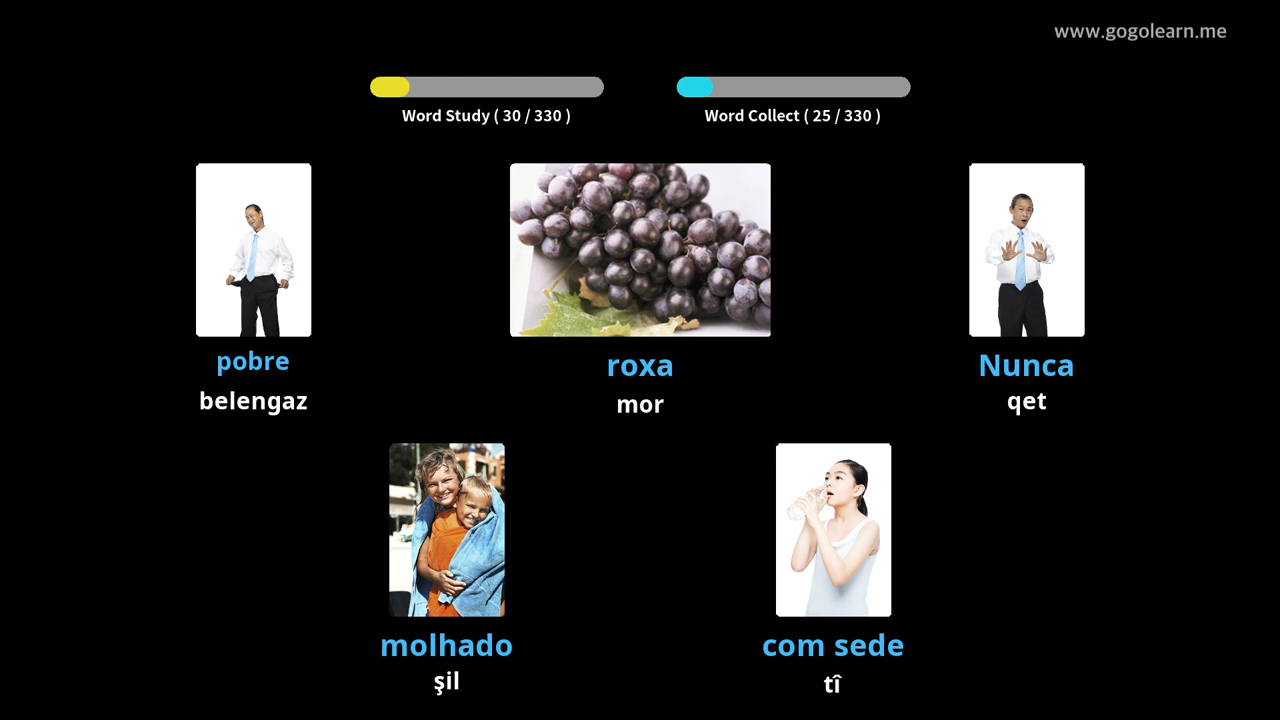 www.gogolearn.me
Word Study ( 30 / 330 )
Word Collect ( 25 / 330 )
pobre
belengaz
roxa
mor
Nunca
qet
molhado
şil
com sede
tî